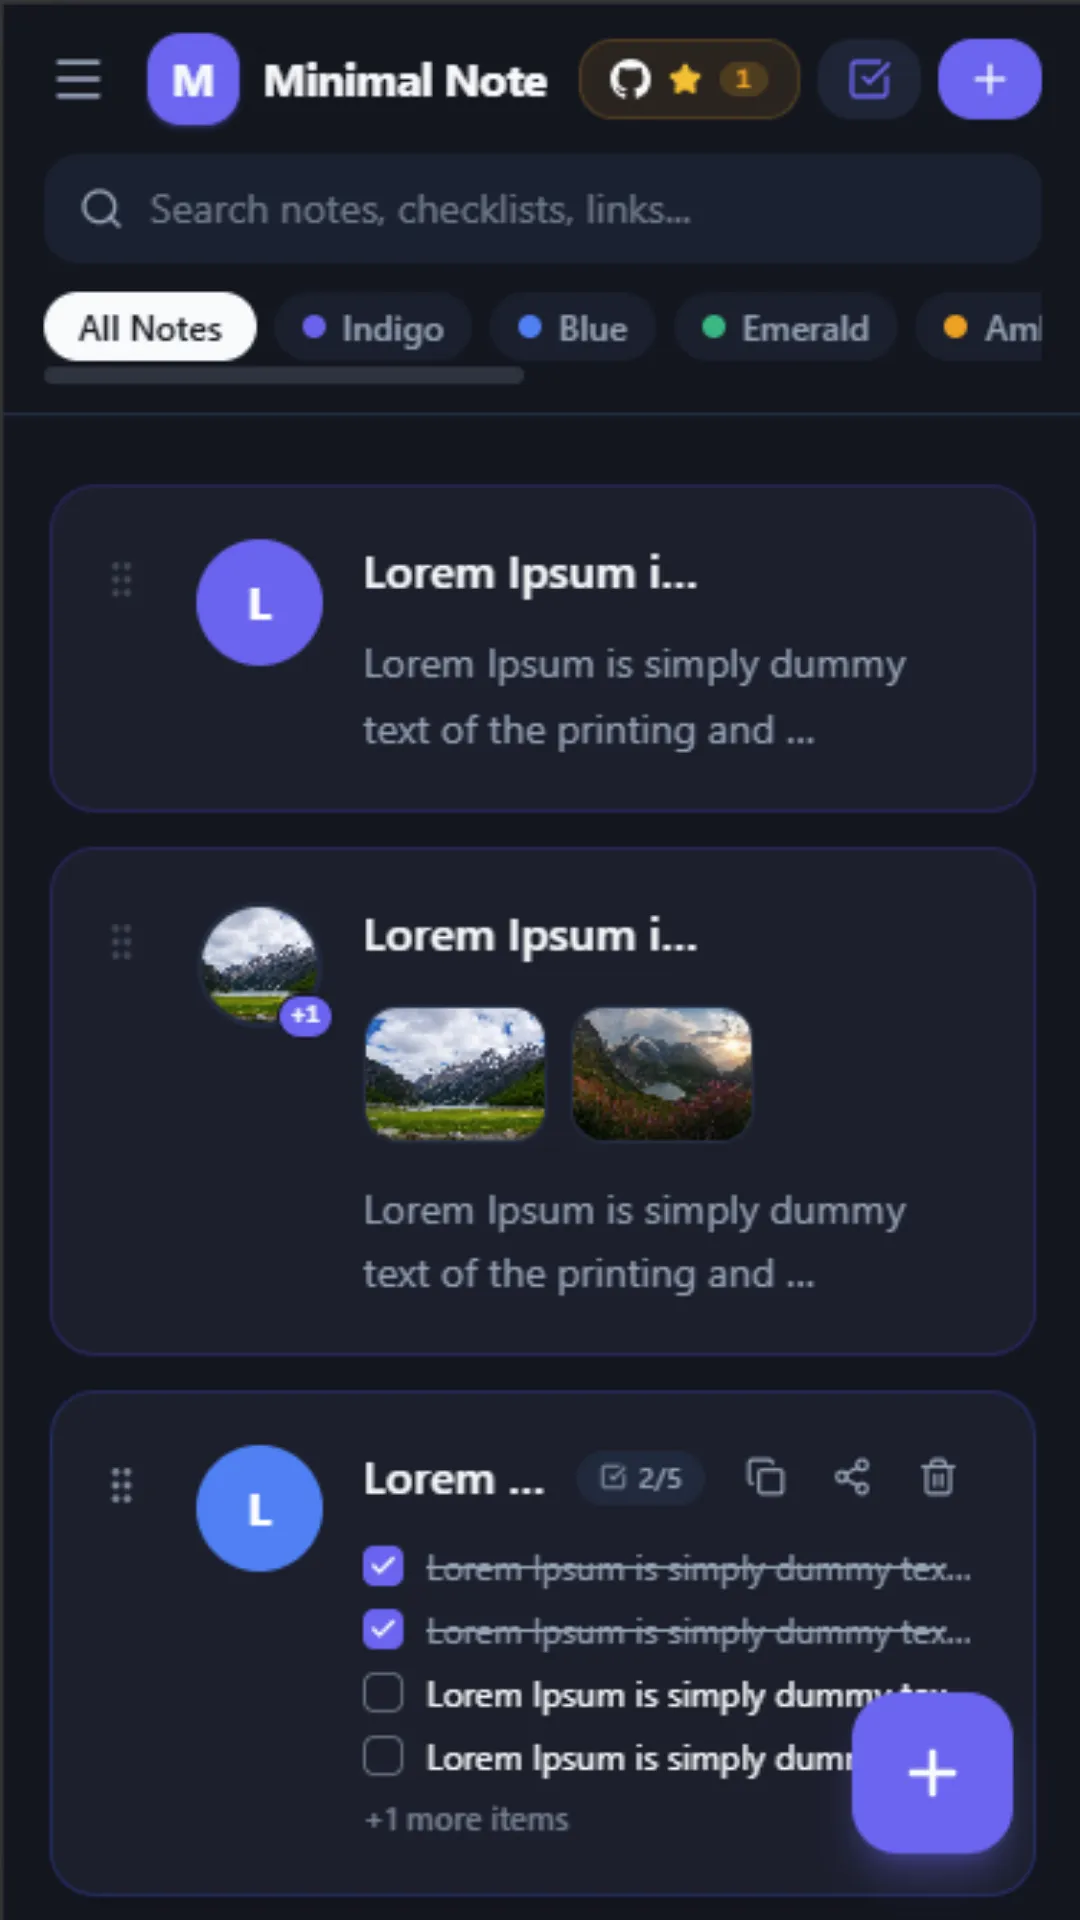 M Minimal Note 1
Search notes, checklists, links...
All Notes Indigo Blue Emerald Am
L Lorem Ipsum i...
Lorem Ipsum is simply dummy
text of the printing and ...
Lorem Ipsum i...
+1
Lorem Ipsum is simply dummy
text of the printing and ...
L Lorem ... 2/5
Lorem Ipsum is simply dummy tex...
Lorem Ipsum is simply dummy tex...
Lorem Ipsum is simply dummy tex...
Lorem Ipsum is simply dumm
+1 more items